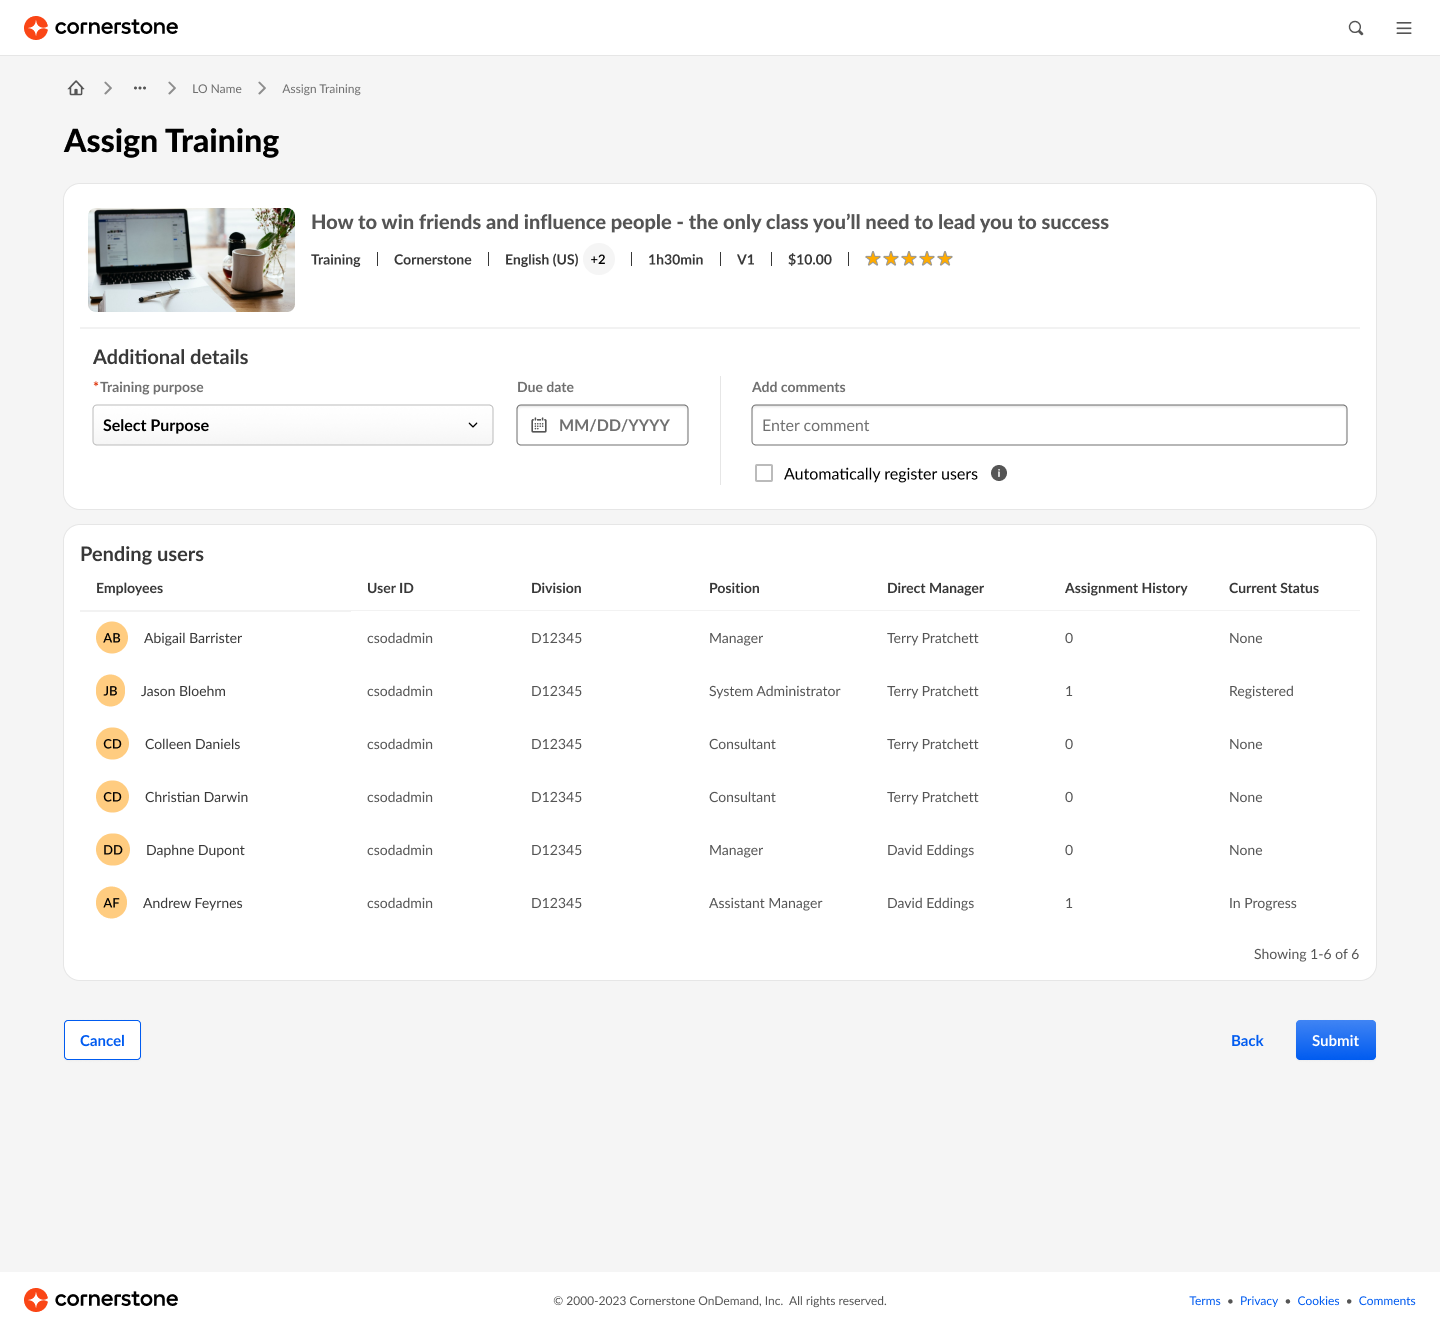 cornerstone
LO Name Assign Training
Assign Training
How to win friends and influence people - the only class you’ll need to lead you to success
Training | Cornerstone | English (US) +2 | 1h30min | V1 | $10.00 |
Additional details
*Training purpose Due date Add comments
Select Purpose MM/DD/YYYY Enter comment
Automatically register users
Pending users
Employees User ID Division Position Direct Manager Assignment History Current Status
AB Abigail Barrister csodadmin D12345 Manager Terry Pratchett 0 None
JB Jason Bloehm csodadmin D12345 System Administrator Terry Pratchett 1 Registered
CD Colleen Daniels csodadmin D12345 Consultant Terry Pratchett 0 None
CD Christian Darwin csodadmin D12345 Consultant Terry Pratchett 0 None
DD Daphne Dupont csodadmin D12345 Manager David Eddings 0 None
AF Andrew Feyrnes csodadmin D12345 Assistant Manager David Eddings 1 In Progress
Showing 1-6 of 6
Cancel Back Submit
cornerstone © 2000-2023 Cornerstone OnDemand, Inc. All rights reserved. Terms • Privacy • Cookies • Comments